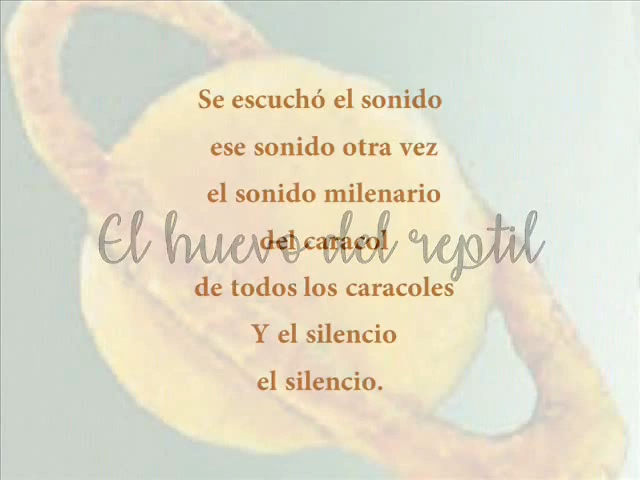 Se escuchó el sonido
ese sonido otra vez
el sonido milenario
del caracol
El huevo del reptil
de todos los caracoles
Y el silencio
el silencio.